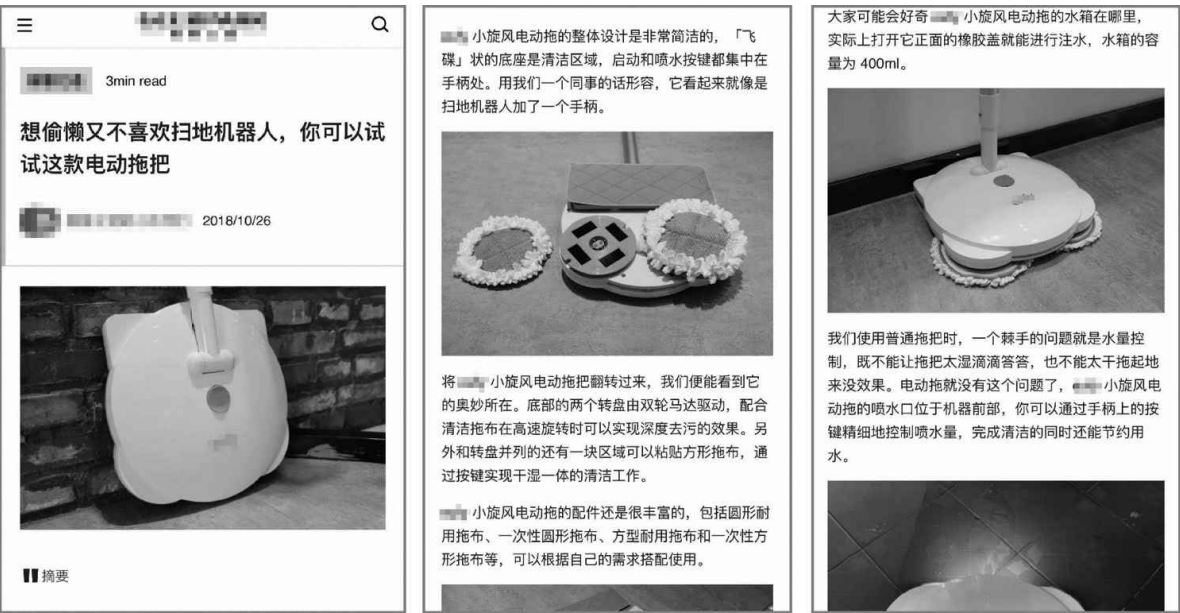 3min read
想偷懒又不喜欢扫地机器人，你可以试
试这款电动拖把
2018/10/26
摘要
小旋风电动拖的整体设计是非常简洁的，「飞
碟」状的底座是清洁区域，启动和喷水按键都集中在
手柄处。用我们一个同事的话形容，它看起来就像是
扫地机器人加了一个手柄。
将 小旋风电动拖把翻转过来，我们便能看到它
的奥妙所在。底部的两个转盘由双轮马达驱动，配合
清洁拖布在高速旋转时可以实现深度去污的效果。另
外和转盘并列的还有一块区域可以粘贴方形拖布，通
过按键实现干湿一体的清洁工作。
小旋风电动拖的配件还是很丰富的，包括圆形耐
用拖布、一次性圆形拖布、方型耐用拖布和一次性方
形拖布等，可以根据自己的需求搭配使用。
大家可能会好奇 小旋风电动拖的水箱在哪里，
实际上打开它正面的橡胶盖就能进行注水，水箱的容
量为 400ml。
我们使用普通拖把时，一个棘手的问题就是水量控
制，既不能让拖把太湿滴滴答答，也不能太干拖起地
来没效果。电动拖就没有这个问题了， 小旋风电
动拖的喷水口位于机器前部，你可以通过手柄上的按
键精细地控制喷水量，完成清洁的同时还能节约用
水。